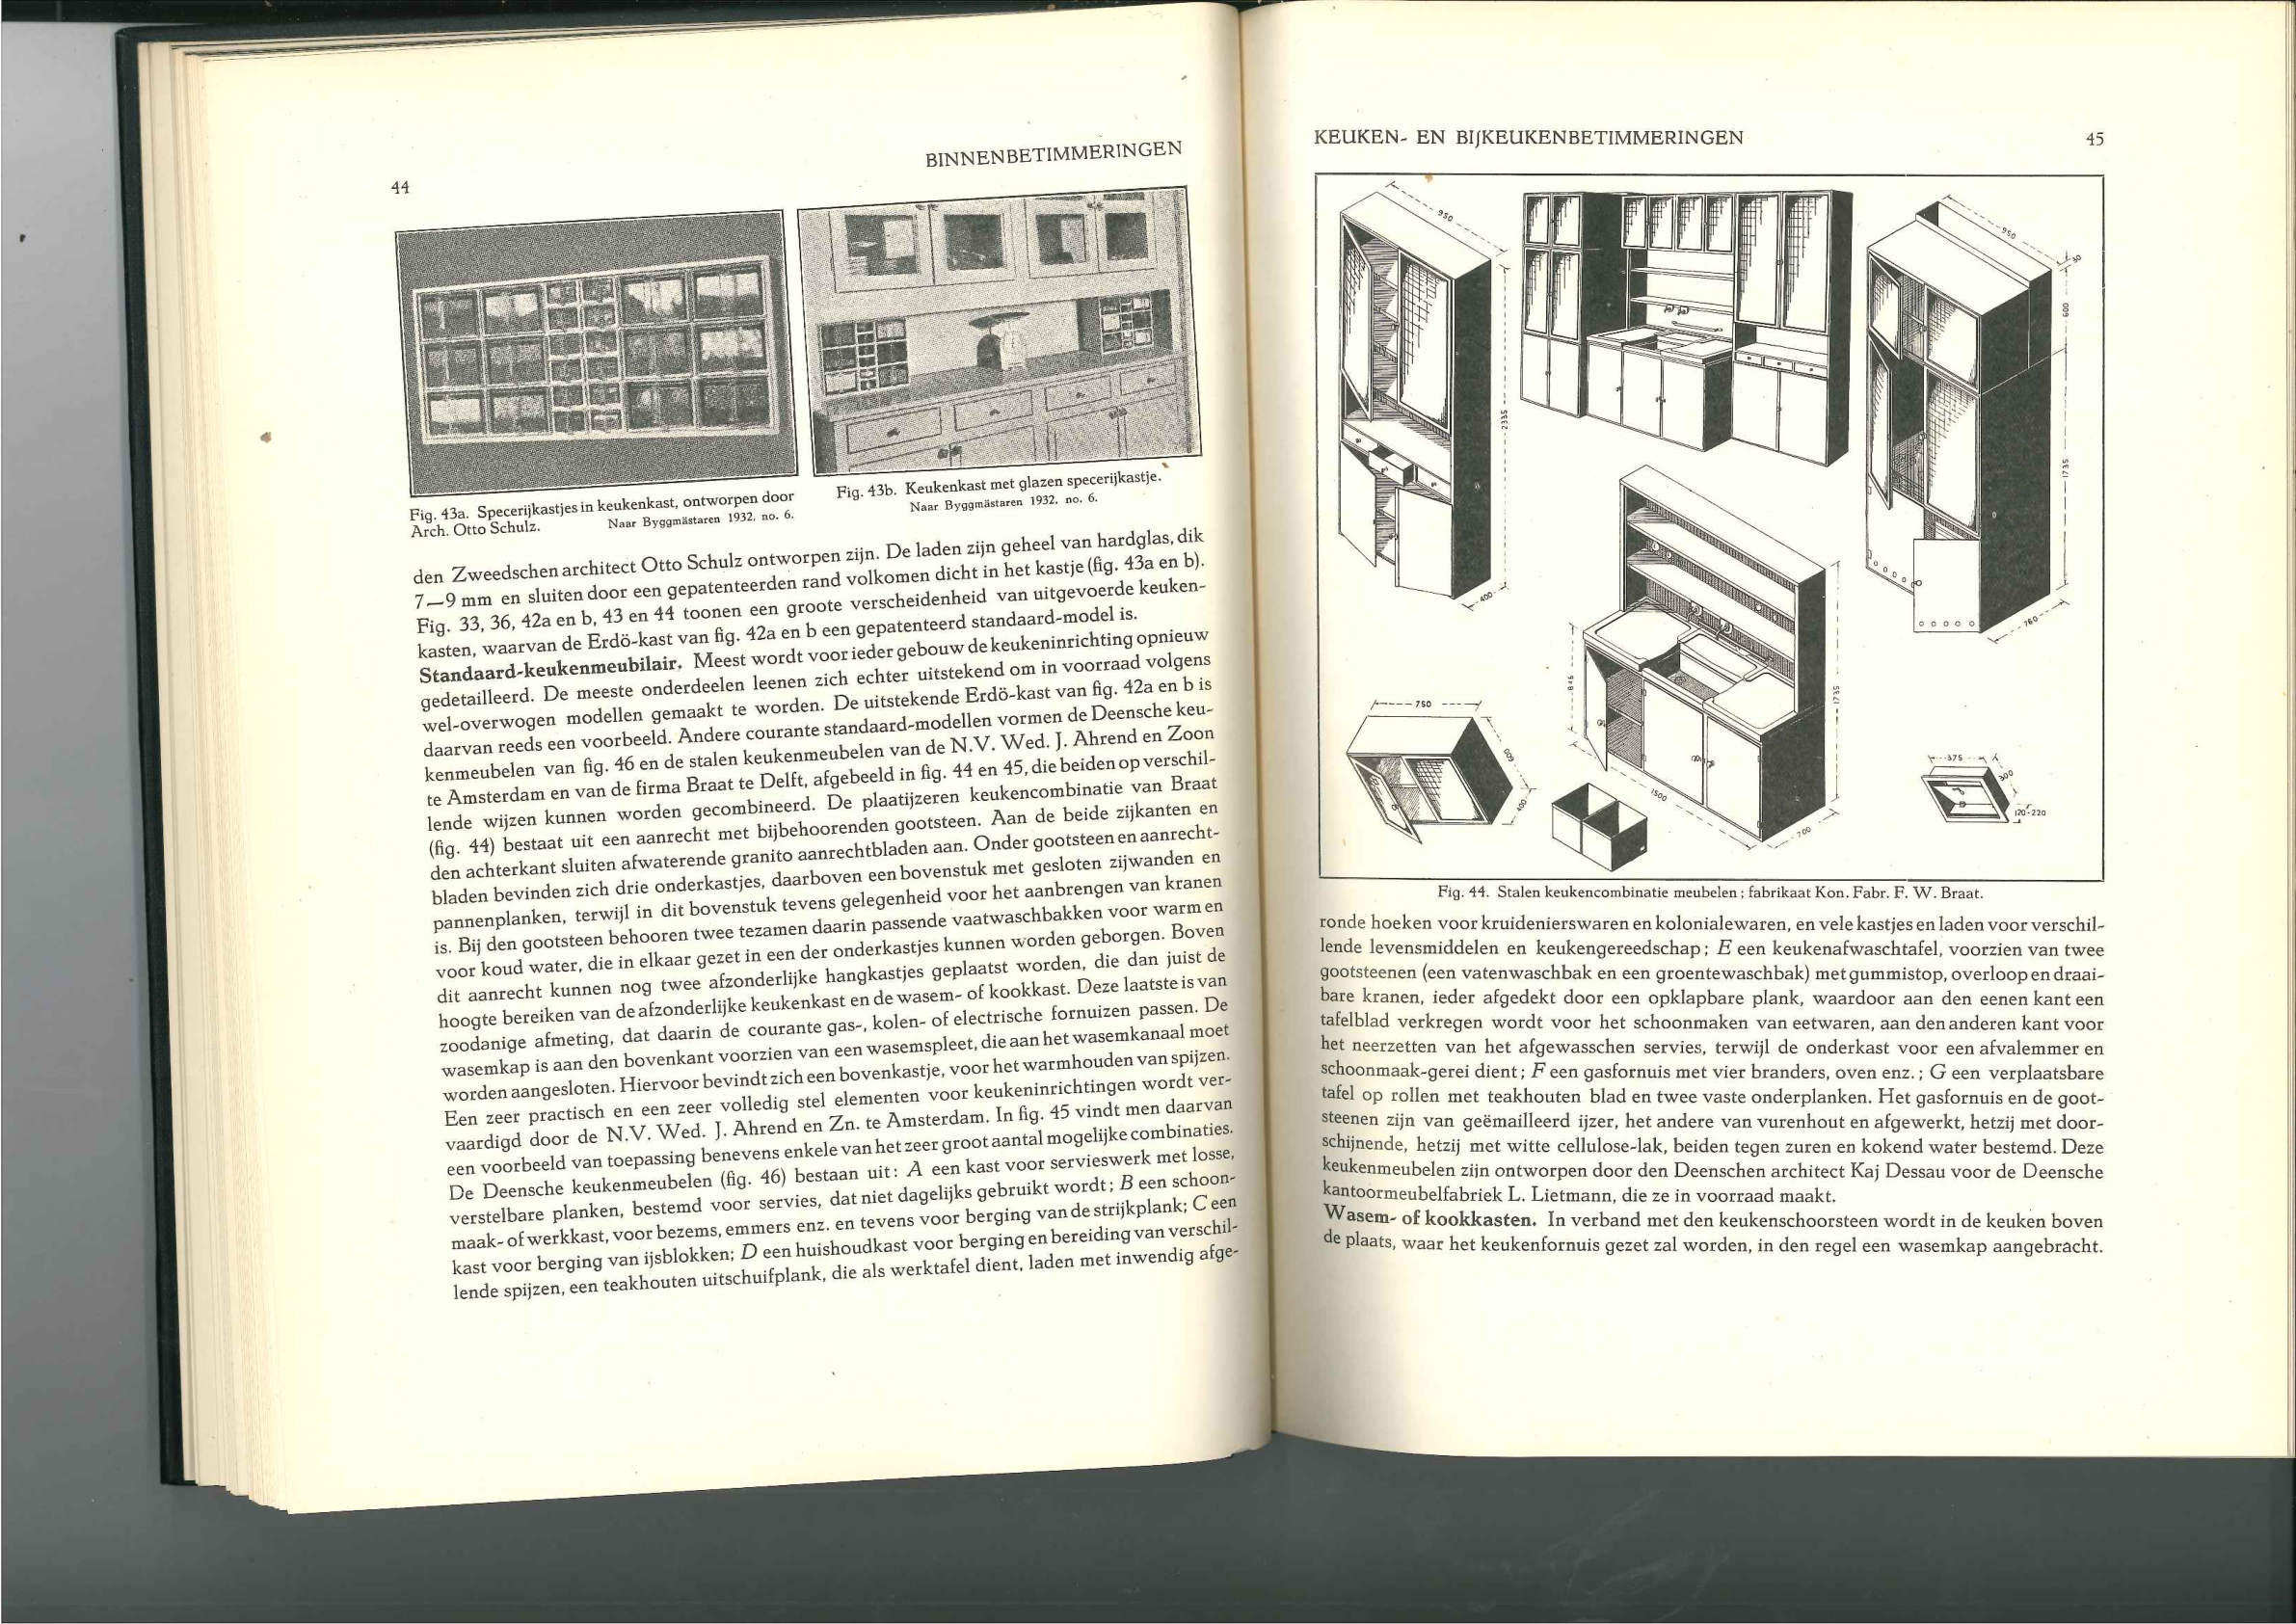 BINNENBETIMMERINGEN
44
Fig. 43a. Specerijkastjes in keukenkast, ontworpen door
Arch. Otto Schulz. Naar Byggmästaren 1932, no. 6.
Fig. 43b. Keukenkast met glazen specerijkastje.
Naar Byggmästaren 1932, no. 6.
den Zweedschen architect Otto Schulz ontworpen zijn. De laden zijn geheel van hardglas, dik
7—9 mm en sluiten door een gepatenteerden rand volkomen dicht in het kastje (fig. 43a en b).
Fig. 33, 36, 42a en b, 43 en 44 toonen een groote verscheidenheid van uitgevoerde keuken-
kasten, waarvan de Erdö-kast van fig. 42a en b een gepatenteerd standaard-model is.
Standaard-keukenmeubilair. Meest wordt voor ieder gebouw de keukeninrichting opnieuw
gedetailleerd. De meeste onderdeelen leenen zich echter uitstekend om in voorraad volgens
wel-overwogen modellen gemaakt te worden. De uitstekende Erdö-kast van fig. 42a en b is
daarvan reeds een voorbeeld. Andere courante standaard-modellen vormen de Deensche keu-
kenmeubelen van fig. 46 en de stalen keukenmeubelen van de N.V. Wed. J. Ahrend en Zoon
te Amsterdam en van de firma Braat te Delft, afgebeeld in fig. 44 en 45, die beiden op verschil-
lende wijzen kunnen worden gecombineerd. De plaatijzeren keukencombinatie van Braat
(fig. 44) bestaat uit een aanrecht met bijbehoorenden gootsteen. Aan de beide zijkanten en
den achterkant sluiten afwaterende granito aanrechtbladen aan. Onder gootsteen en aanrecht-
bladen bevinden zich drie onderkastjes, daarboven een bovenstuk met gesloten zijwanden en
pannenplanken, terwijl in dit bovenstuk tevens gelegenheid voor het aanbrengen van kranen
is. Bij den gootsteen behooren twee tezamen daarin passende vaatwaschbakken voor warm en
voor koud water, die in elkaar gezet in een der onderkastjes kunnen worden geborgen. Boven
dit aanrecht kunnen nog twee afzonderlijke hangkastjes geplaatst worden, die dan juist de
hoogte bereiken van de afzonderlijke keukenkast en de wasem- of kookkast. Deze laatste is van
zoodanige afmeting, dat daarin de courante gas-, kolen- of electrische fornuizen passen. De
wasemkap is aan den bovenkant voorzien van een wasemspleet, die aan het wasemkanaal moet
worden aangesloten. Hiervoor bevindt zich een bovenkastje, voor het warmhouden van spijzen.
Een zeer practisch en een zeer volledig stel elementen voor keukeninrichtingen wordt ver-
vaardigd door de N.V. Wed. J. Ahrend en Zn. te Amsterdam. In fig. 45 vindt men daarvan
een voorbeeld van toepassing benevens enkele van het zeer groot aantal mogelijke combinaties.
De Deensche keukenmeubelen (fig. 46) bestaan uit: A een kast voor servieswerk met losse,
verstelbare planken, bestemd voor servies, dat niet dagelijks gebruikt wordt; B een schoon-
maak- of werkkast, voor bezems, emmers enz. en tevens voor berging van de strijkplank; C een
kast voor berging van ijsblokken; D een huishoudkast voor berging en bereiding van verschil-
lende spijzen, een teakhouten uitschuifplank, die als werktafel dient, laden met inwendig afge-
KEUKEN- EN BIJKEUKENBETIMMERINGEN 45
950
2335
400
950
30
600
1735
760
846
1735
1500
700
750
600
400
375
300
120-220
Fig. 44. Stalen keukencombinatie meubelen ; fabrikaat Kon. Fabr. F. W. Braat.
ronde hoeken voor kruidenierswaren en kolonialewaren, en vele kastjes en laden voor verschil-
lende levensmiddelen en keukengereedschap; E een keukenafwaschtafel, voorzien van twee
gootsteenen (een vatenwaschbak en een groentewaschbak) met gummistop, overloop en draai-
bare kranen, ieder afgedekt door een opklapbare plank, waardoor aan den eenen kant een
tafelblad verkregen wordt voor het schoonmaken van eetwaren, aan den anderen kant voor
het neerzetten van het afgewasschen servies, terwijl de onderkast voor een afvalemmer en
schoonmaak-gerei dient; F een gasfornuis met vier branders, oven enz.; G een verplaatsbare
tafel op rollen met teakhouten blad en twee vaste onderplanken. Het gasfornuis en de goot-
steenen zijn van geëmailleerd ijzer, het andere van vurenhout en afgewerkt, hetzij met door-
schijnende, hetzij met witte cellulose-lak, beiden tegen zuren en kokend water bestemd. Deze
keukenmeubelen zijn ontworpen door den Deenschen architect Kaj Dessau voor de Deensche
kantoormeubelfabriek L. Lietmann, die ze in voorraad maakt.
Wasem- of kookkasten. In verband met den keukenschoorsteen wordt in de keuken boven
de plaats, waar het keukenfornuis gezet zal worden, in den regel een wasemkap aangebracht.